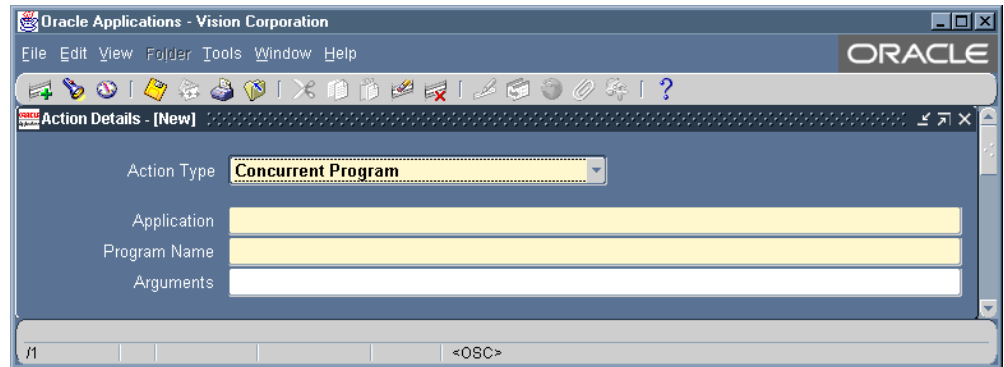 Oracle Applications - Vision Corporation
File Edit View Folder Tools Window Help
ORACLE
Action Details - [New]
Action Type Concurrent Program
Application
Program Name
Arguments
/1 <OSC>